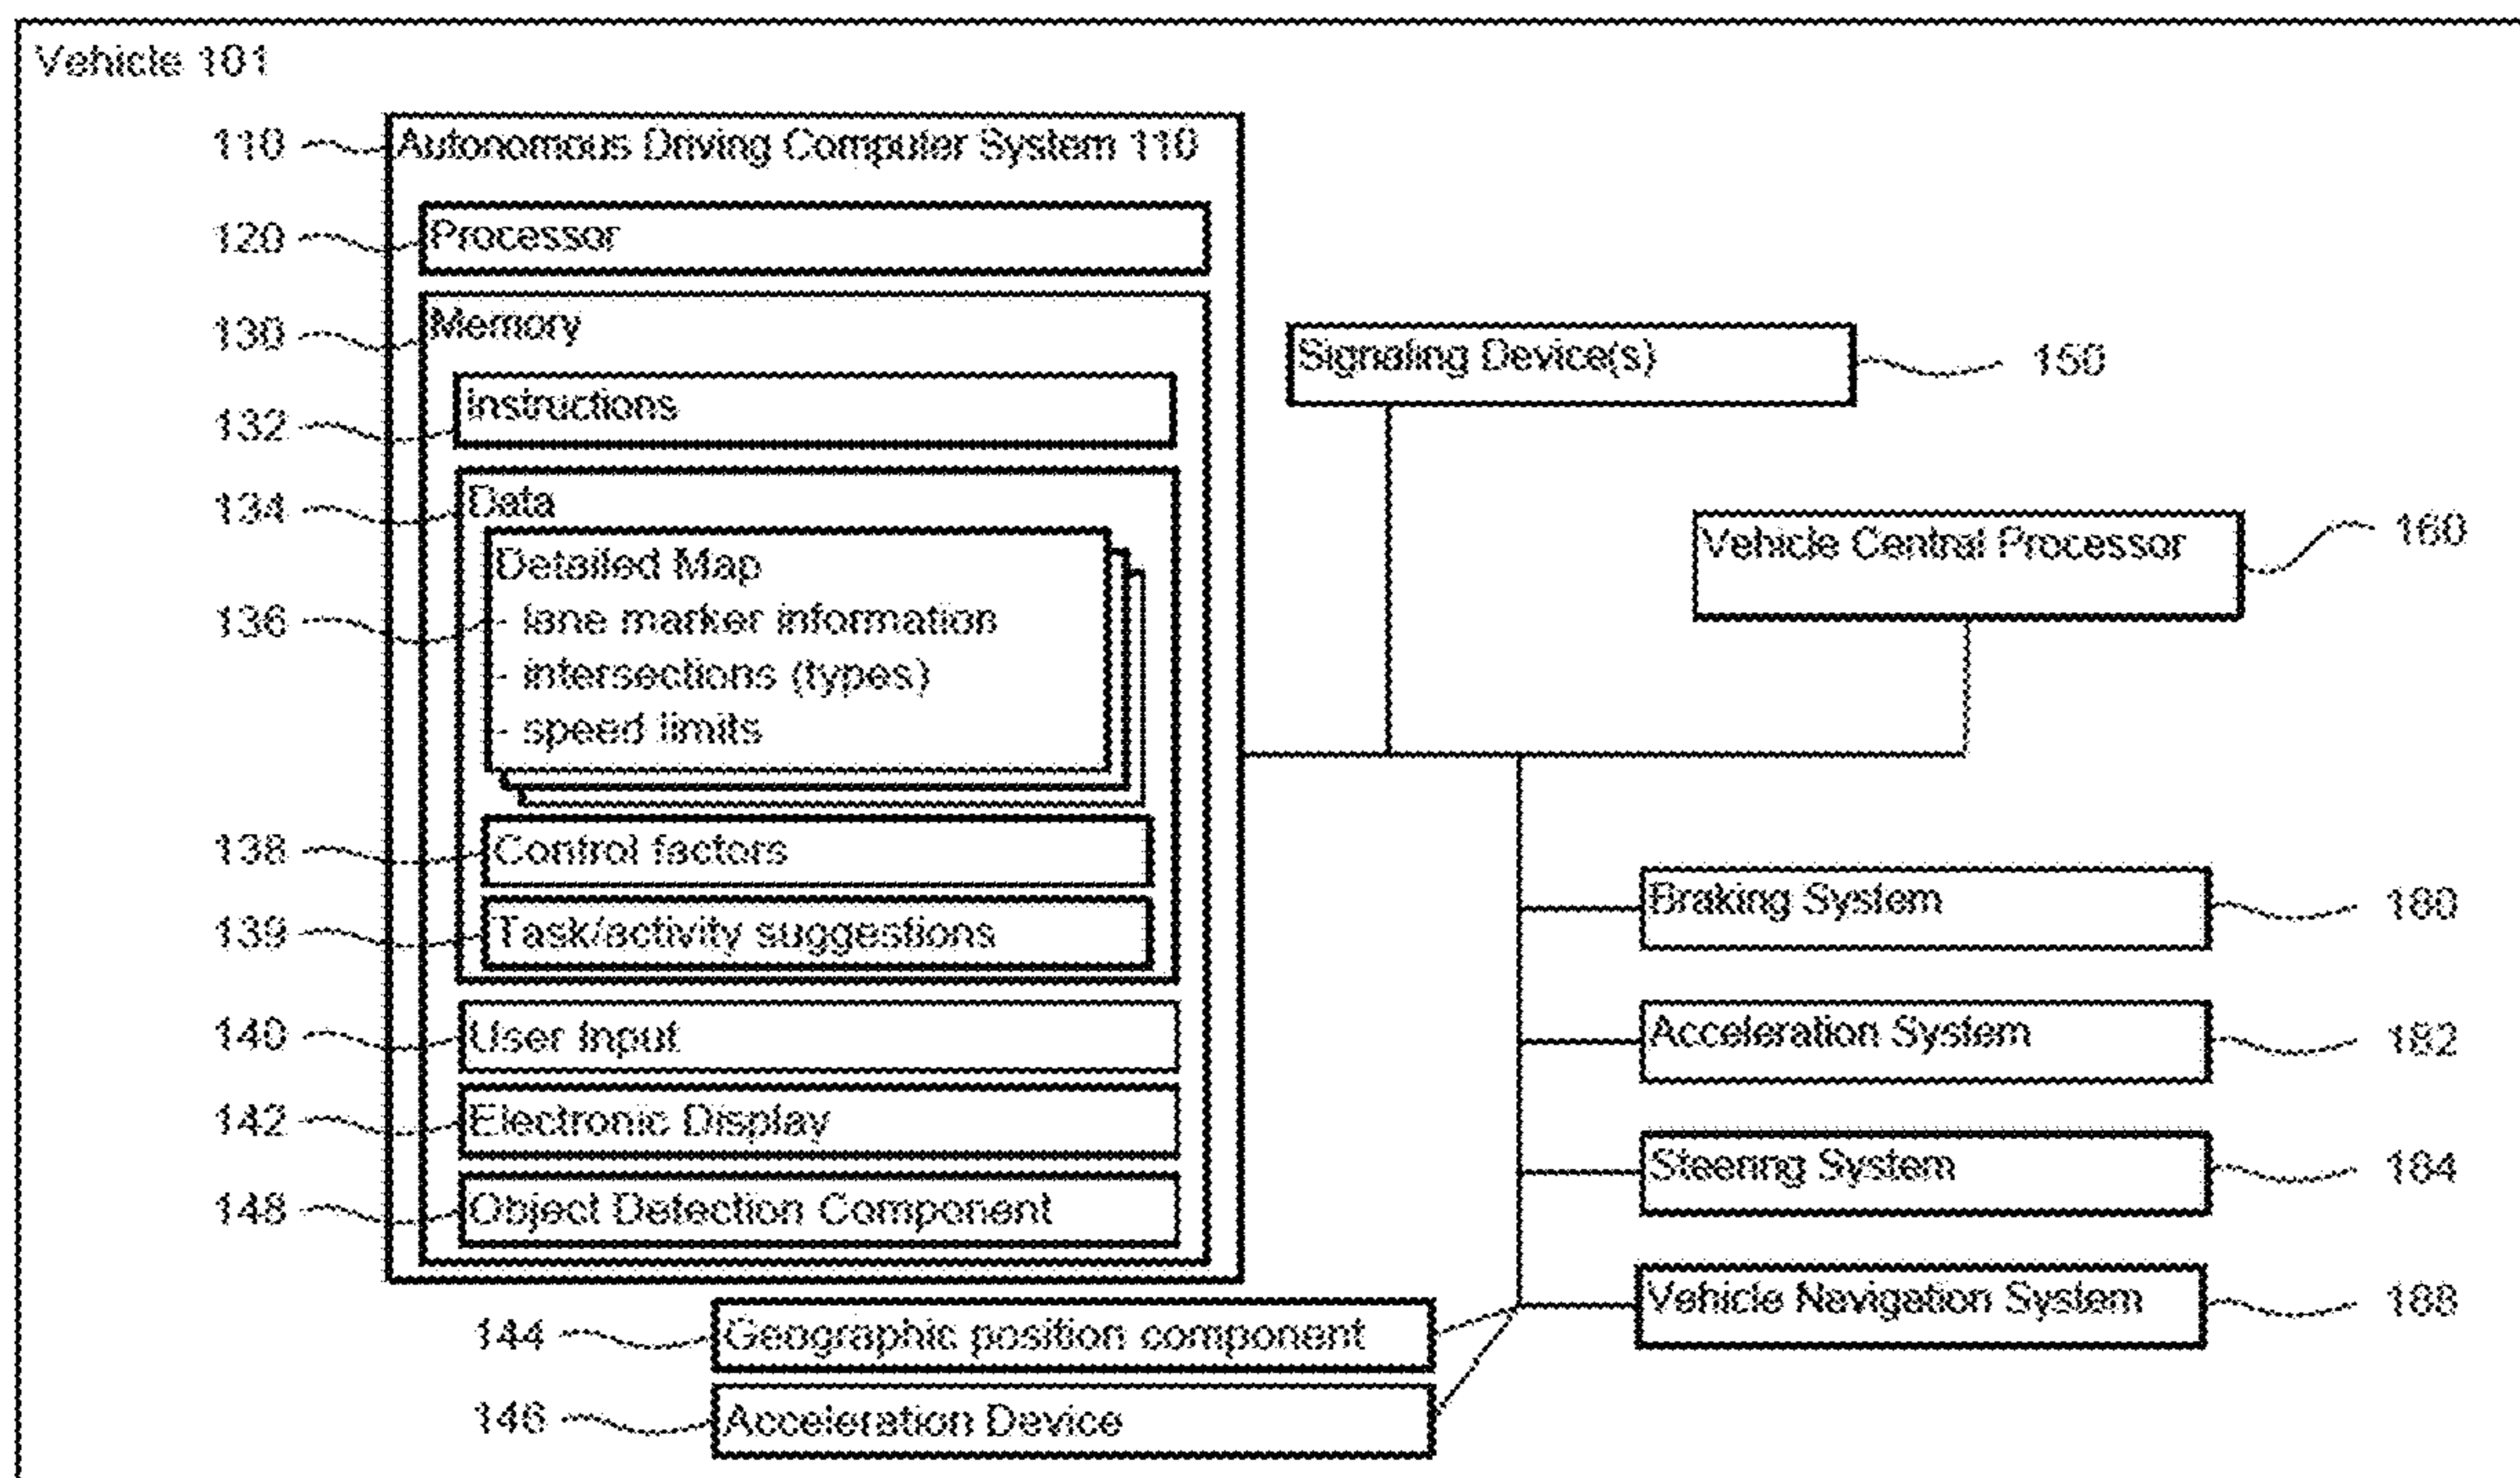 Vehicle 101
110 Autonomous Driving Computer System 110
120 Processor
130 Memory
132 Instructions
134 Data
136 Detailed Map
- lane marker information
- intersections (types)
- speed limits
138 Control factors
139 Task/activity suggestions
140 User Input
142 Electronic Display
148 Object Detection Component
144 Geographic position component
146 Acceleration Device
Signaling Device(s) 150
Vehicle Central Processor 160
Braking System 180
Acceleration System 182
Steering System 184
Vehicle Navigation System